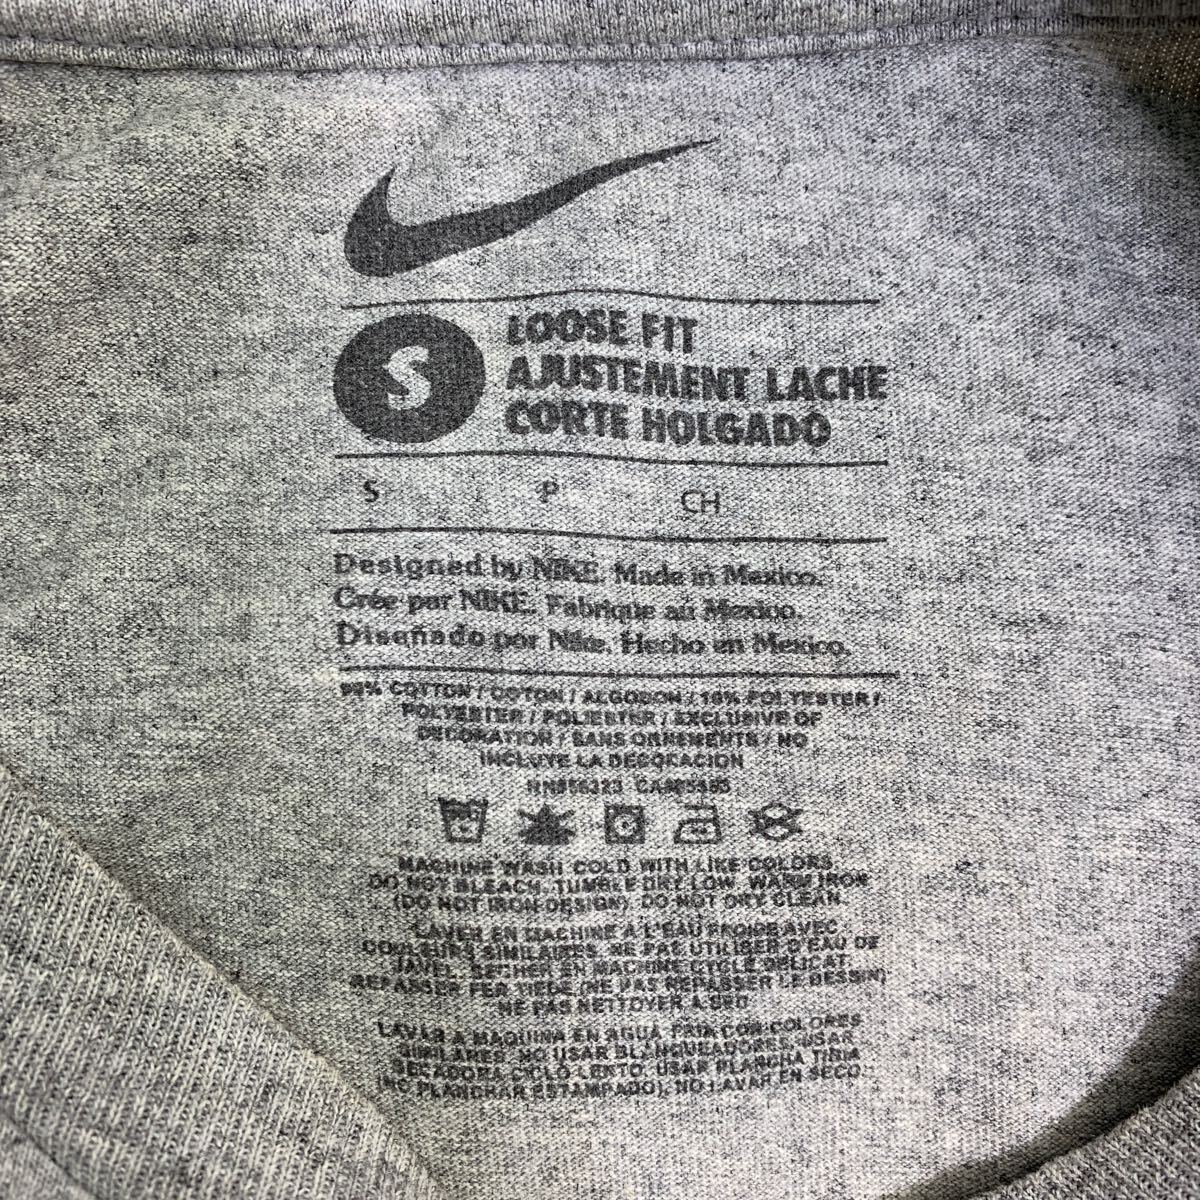 S
LOOSE FIT
AJUSTEMENT LACHE
CORTE HOLGADO
S P CH
Designed by NIKE. Made in Mexico.
Crée par NIKE. Fabrique au Mexico.
Diseñado por Nike. Hecho en Mexico.
COTTON / COTON / ALGODON / 10% POLYESTER /
POLYESTER / POLIESTER / EXCLUSIVE OF
DECORATION / SANS ORNEMENTS / NO
INCLUYE LA DECORACION
MACHINE WASH COLD WITH LIKE COLORS.
DO NOT BLEACH. TUMBLE DRY LOW. WARM IRON
(DO NOT IRON DESIGN). DO NOT DRY CLEAN.
LAVER EN MACHINE A L'EAU FROIDE AVEC
COULEURS SIMILAIRES. NE PAS UTILISER D'EAU DE
JAVEL. SECHER EN MACHINE CYCLE DELICAT.
REPASSER FER TIEDE (NE PAS REPASSER LE DESSIN)
NE PAS NETTOYER A SEC
LAVAR A MAQUINA EN AGUA FRIA CON COLORES
SIMILARES. NO USAR BLANQUEADORES. USAR
SECADORA CICLO LENTO. USAR PLANCHA TIBIA
(NO PLANCHAR ESTAMPADO). NO LAVAR EN SECO.